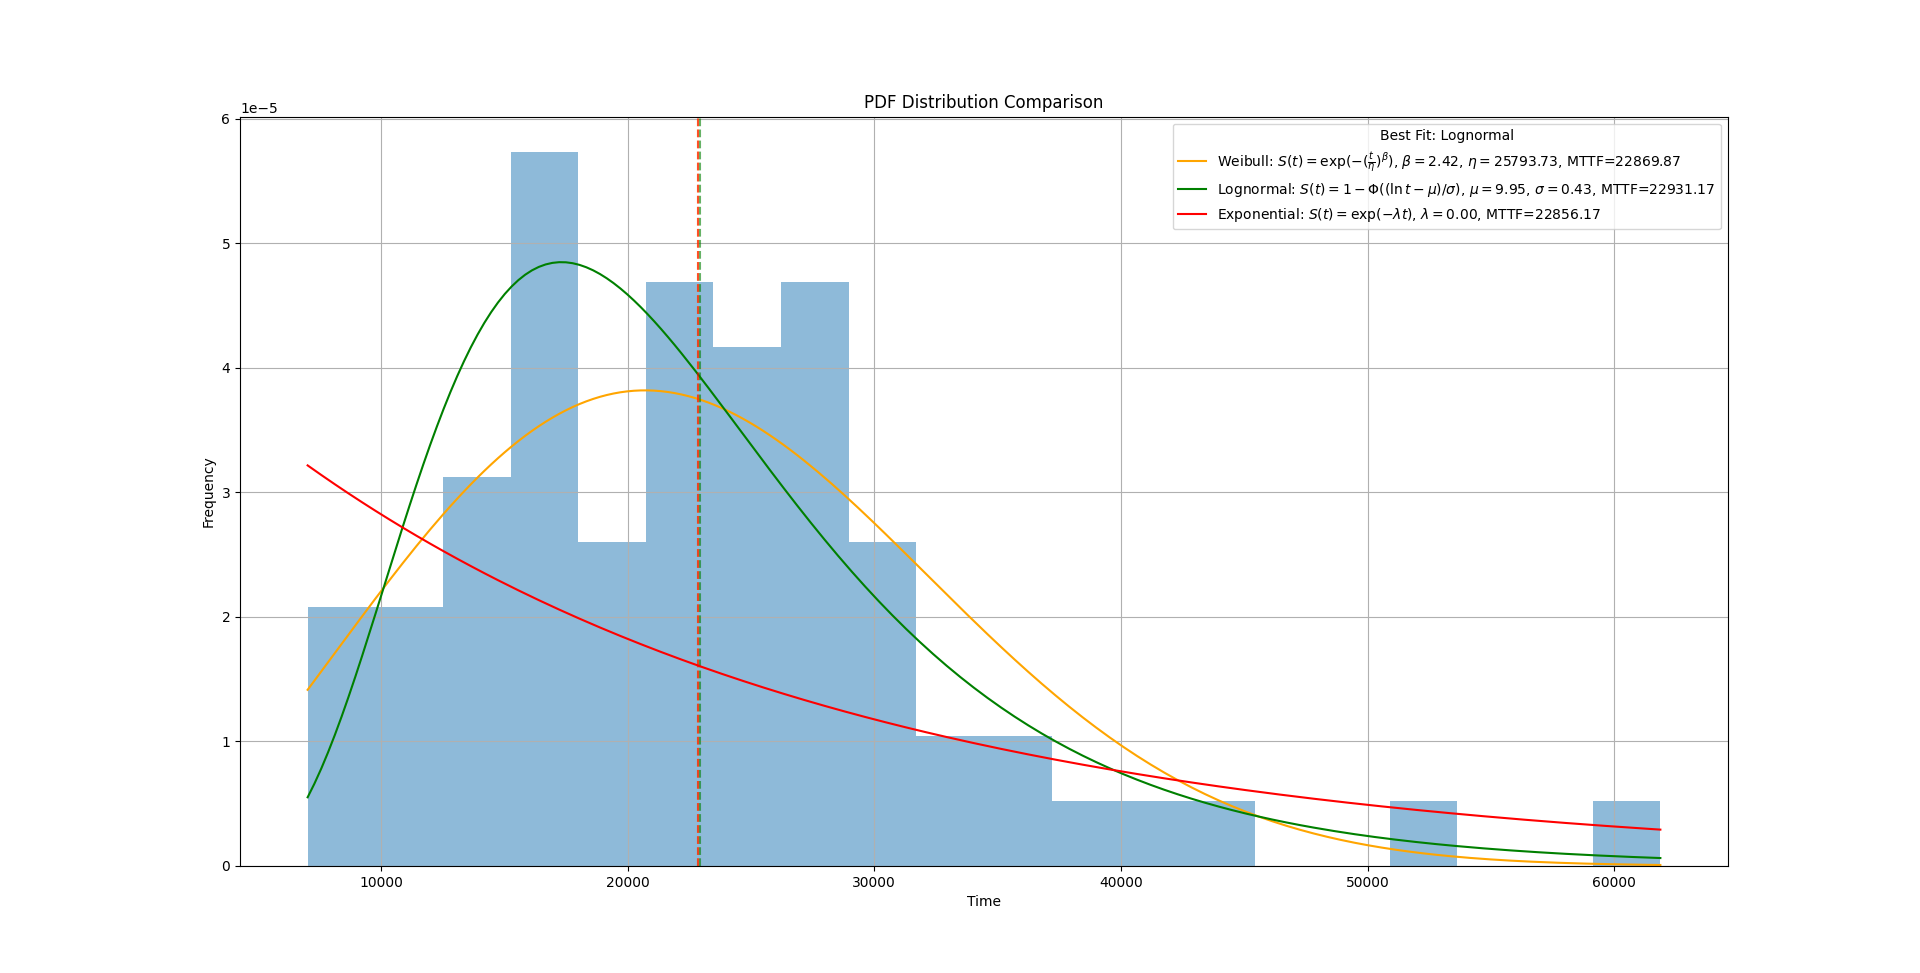 PDF Distribution Comparison
1e−5
Best Fit: Lognormal
Weibull: S(t) = exp(−(t/η)^β), β = 2.42, η = 25793.73, MTTF=22869.87
Lognormal: S(t) = 1 − Φ((ln t − μ)/σ), μ = 9.95, σ = 0.43, MTTF=22931.17
Exponential: S(t) = exp(−λt), λ = 0.00, MTTF=22856.17
6
5
4
3
2
1
0
Frequency
10000 20000 30000 40000 50000 60000
Time